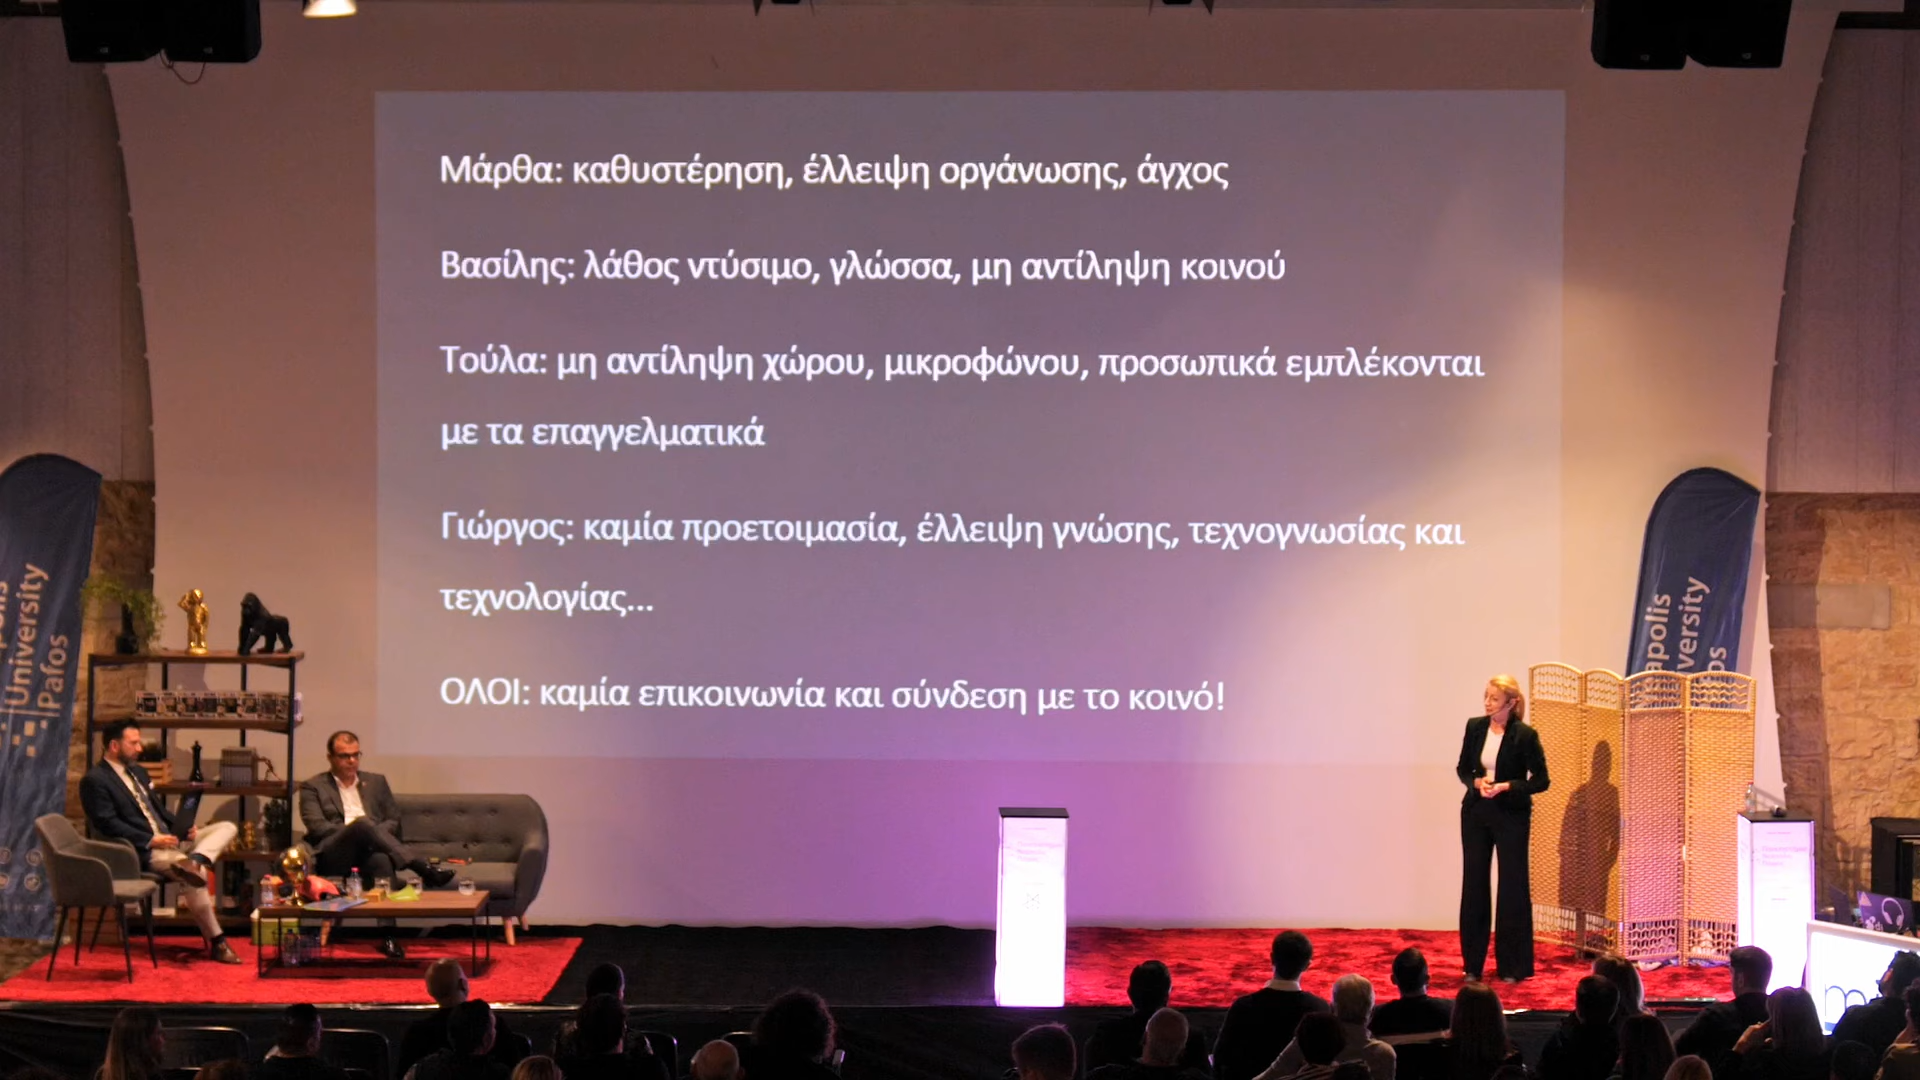 Μάρθα: καθυστέρηση, έλλειψη οργάνωσης, άγχος
Βασίλης: λάθος ντύσιμο, γλώσσα, μη αντίληψη κοινού
Τούλα: μη αντίληψη χώρου, μικροφώνου, προσωπικά εμπλέκονται
με τα επαγγελματικά
Γιώργος: καμία προετοιμασία, έλλειψη γνώσης, τεχνογνωσίας και
τεχνολογίας...
ΟΛΟΙ: καμία επικοινωνία και σύνδεση με το κοινό!
University
Pafos